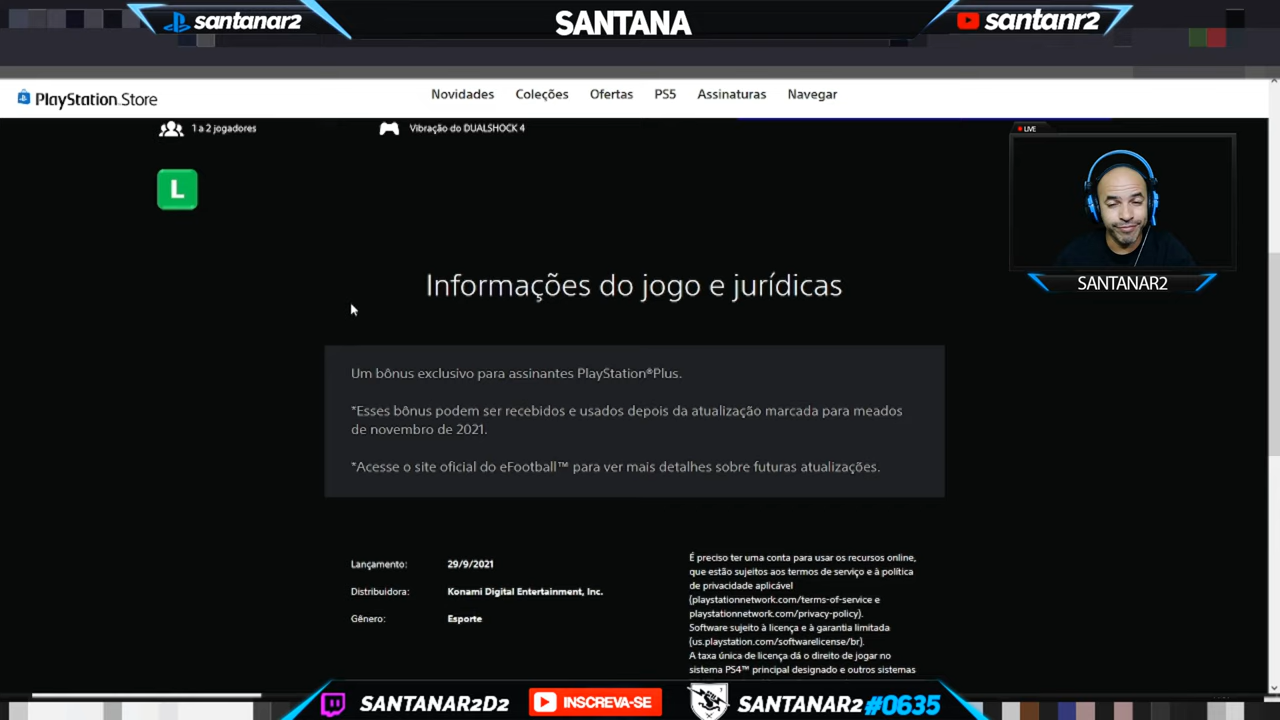 santanar2
SANTANA
santanr2
PlayStation.Store
Novidades Coleções Ofertas PS5 Assinaturas Navegar
1 a 2 jogadores
Vibração do DUALSHOCK 4
LIVE
L
SANTANAR2
Informações do jogo e jurídicas
Um bônus exclusivo para assinantes PlayStation®Plus.
*Esses bônus podem ser recebidos e usados depois da atualização marcada para meados
de novembro de 2021.
*Acesse o site oficial do eFootball™ para ver mais detalhes sobre futuras atualizações.
Lançamento: 29/9/2021
Distribuidora: Konami Digital Entertainment, Inc.
Gênero: Esporte
É preciso ter uma conta para usar os recursos online,
que estão sujeitos aos termos de serviço e à política
de privacidade aplicável
(playstationnetwork.com/terms-of-service e
playstationnetwork.com/privacy-policy).
Software sujeito à licença e à garantia limitada
(us.playstation.com/softwarelicense/br).
A taxa única de licença dá o direito de jogar no
sistema PS4™ principal designado e outros sistemas
SANTANAR2D2
INSCREVA-SE
SANTANAR2 #0635